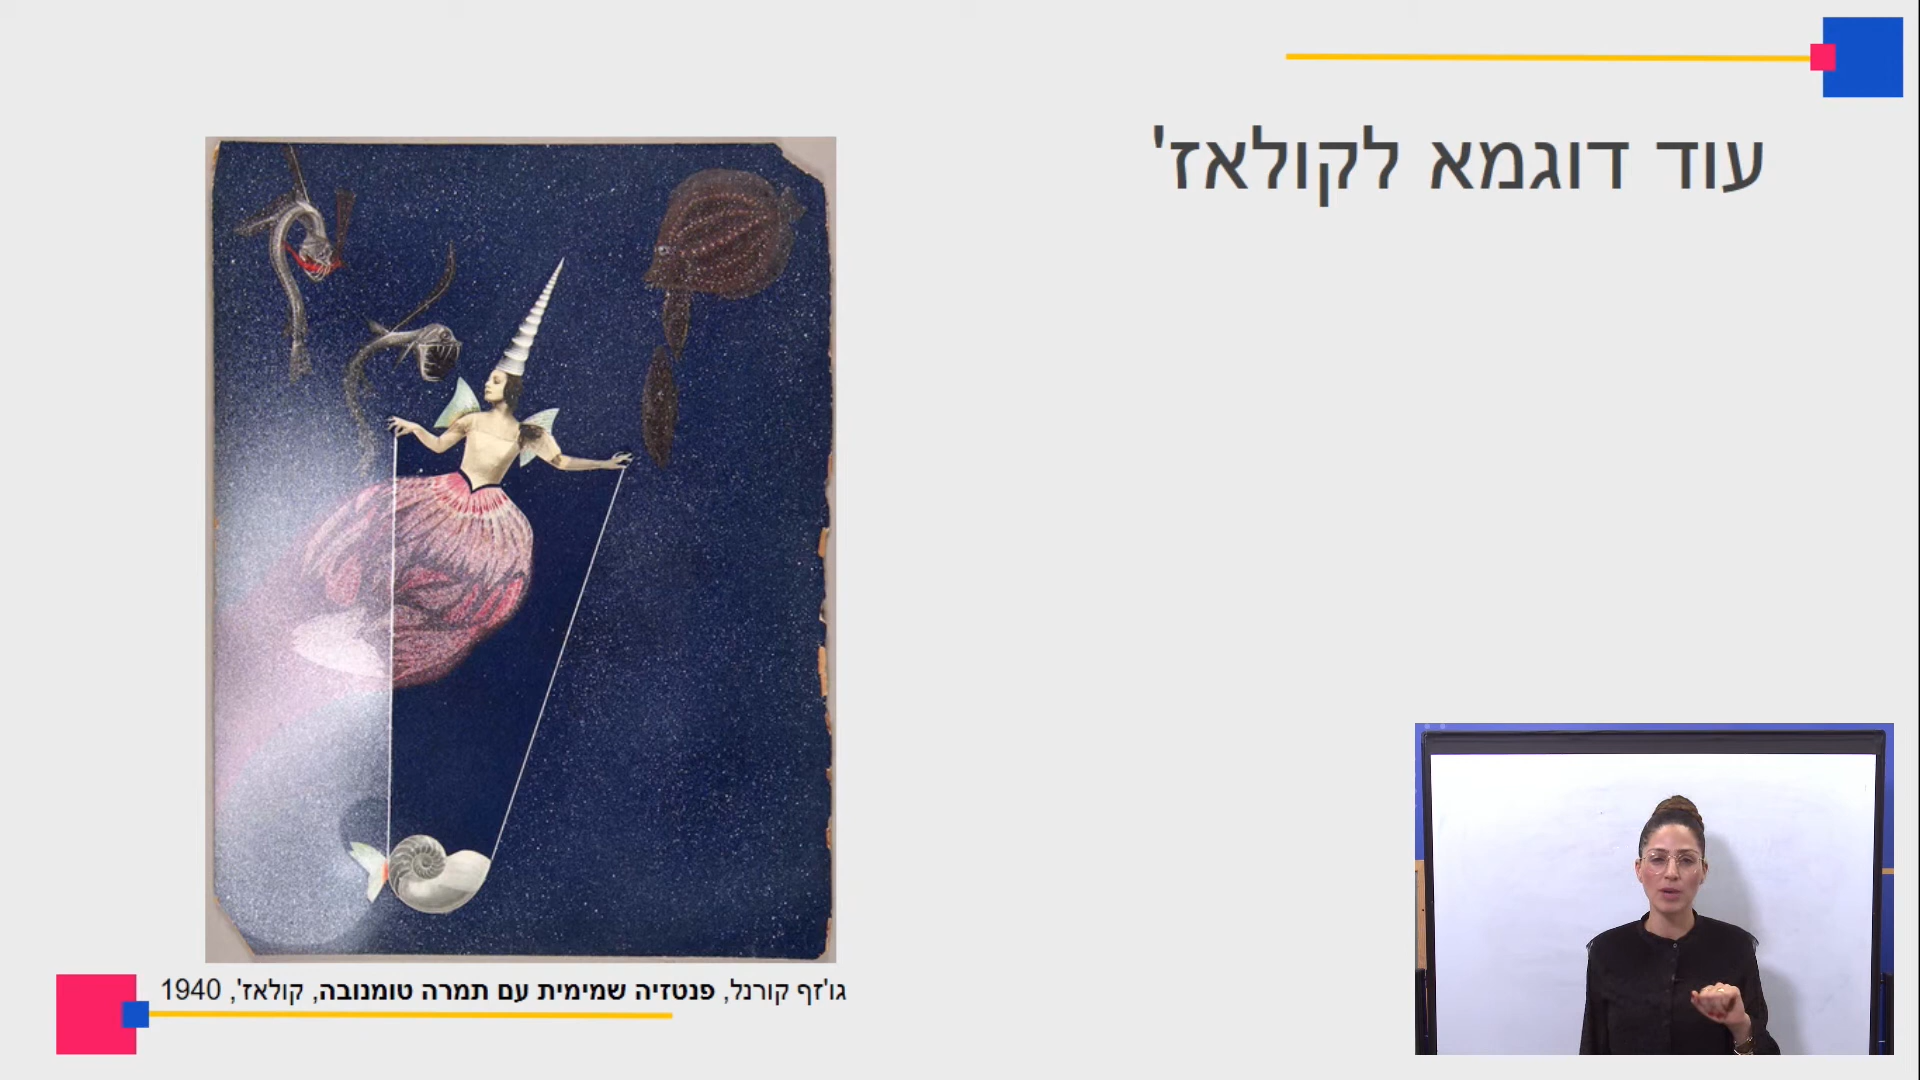 עוד דוגמא לקולאז'
ג'וזף קורנל, פנטזיה שמימית עם תמרה טומנובה, קולאז', 1940